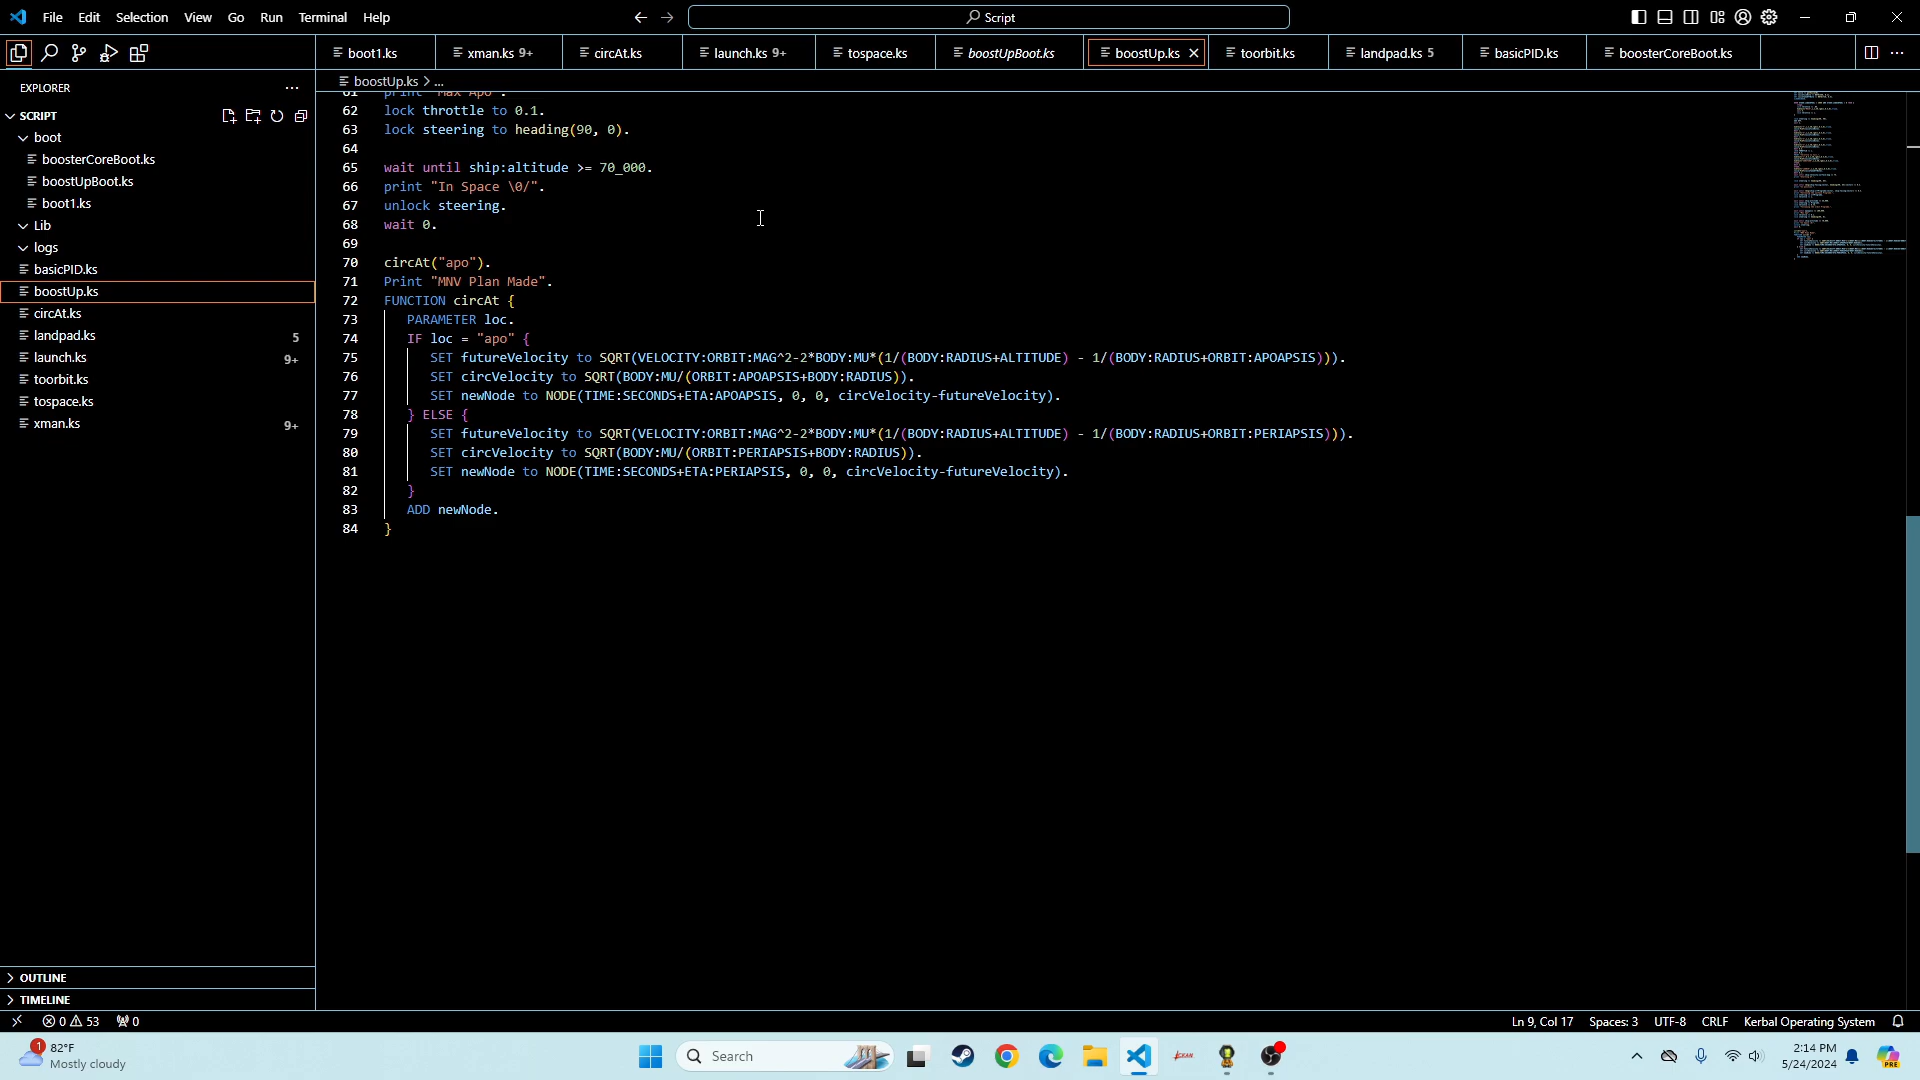 File Edit Selection View Go Run Terminal Help
Script
boot1.ks
xman.ks 9+
circAt.ks
launch.ks 9+
tospace.ks
boostUpBoot.ks
boostUp.ks
toorbit.ks
landpad.ks 5
basicPID.ks
boosterCoreBoot.ks
EXPLORER
SCRIPT
boot
boosterCoreBoot.ks
boostUpBoot.ks
boot1.ks
Lib
logs
basicPID.ks
boostUp.ks
circAt.ks
landpad.ks 5
launch.ks 9+
toorbit.ks
tospace.ks
xman.ks 9+
OUTLINE
TIMELINE
boostUp.ks > ...
61 print "Max Apo".
62 lock throttle to 0.1.
63 lock steering to heading(90, 0).
64
65 wait until ship:altitude >= 70_000.
66 print "In Space \0/".
67 unlock steering.
68 wait 0.
69
70 circAt("apo").
71 Print "MNV Plan Made".
72 FUNCTION circAt {
73 PARAMETER loc.
74 IF loc = "apo" {
75 SET futureVelocity to SQRT(VELOCITY:ORBIT:MAG^2-2*BODY:MU*(1/(BODY:RADIUS+ALTITUDE) - 1/(BODY:RADIUS+ORBIT:APOAPSIS))).
76 SET circVelocity to SQRT(BODY:MU/(ORBIT:APOAPSIS+BODY:RADIUS)).
77 SET newNode to NODE(TIME:SECONDS+ETA:APOAPSIS, 0, 0, circVelocity-futureVelocity).
78 } ELSE {
79 SET futureVelocity to SQRT(VELOCITY:ORBIT:MAG^2-2*BODY:MU*(1/(BODY:RADIUS+ALTITUDE) - 1/(BODY:RADIUS+ORBIT:PERIAPSIS))).
80 SET circVelocity to SQRT(BODY:MU/(ORBIT:PERIAPSIS+BODY:RADIUS)).
81 SET newNode to NODE(TIME:SECONDS+ETA:PERIAPSIS, 0, 0, circVelocity-futureVelocity).
82 }
83 ADD newNode.
84 }
0 53 0
Ln 9, Col 17 Spaces: 3 UTF-8 CRLF Kerbal Operating System
1
82°F
Mostly cloudy
Search
CKAN
2:14 PM
5/24/2024
PRE